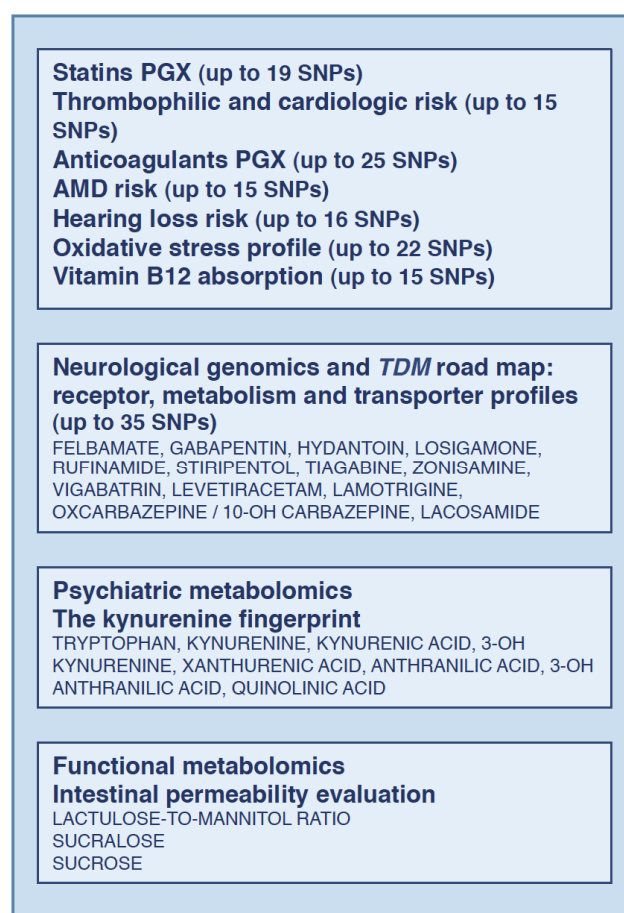 Statins PGX (up to 19 SNPs)
Thrombophilic and cardiologic risk (up to 15
SNPs)
Anticoagulants PGX (up to 25 SNPs)
AMD risk (up to 15 SNPs)
Hearing loss risk (up to 16 SNPs)
Oxidative stress profile (up to 22 SNPs)
Vitamin B12 absorption (up to 15 SNPs)
Neurological genomics and TDM road map:
receptor, metabolism and transporter profiles
(up to 35 SNPs)
FELBAMATE, GABAPENTIN, HYDANTOIN, LOSIGAMONE,
RUFINAMIDE, STIRIPENTOL, TIAGABINE, ZONISAMINE,
VIGABATRIN, LEVETIRACETAM, LAMOTRIGINE,
OXCARBAZEPINE / 10-OH CARBAZEPINE, LACOSAMIDE
Psychiatric metabolomics
The kynurenine fingerprint
TRYPTOPHAN, KYNURENINE, KYNURENIC ACID, 3-OH
KYNURENINE, XANTHURENIC ACID, ANTHRANILIC ACID, 3-OH
ANTHRANILIC ACID, QUINOLINIC ACID
Functional metabolomics
Intestinal permeability evaluation
LACTULOSE-TO-MANNITOL RATIO
SUCRALOSE
SUCROSE